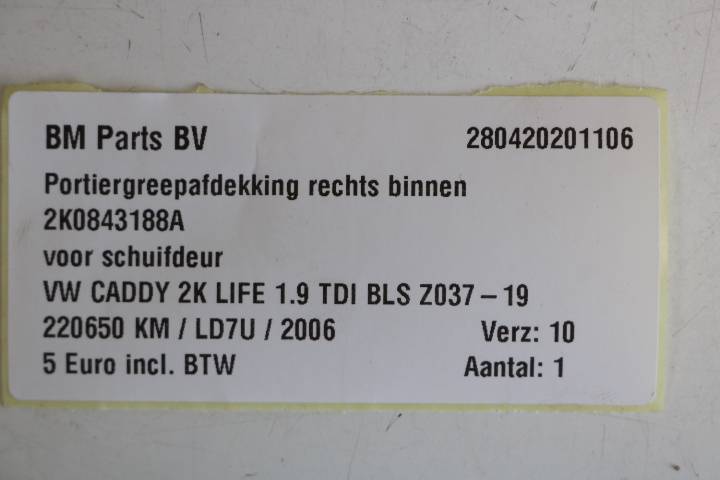 BM Parts BV 280420201106
Portiergreepafdekking rechts binnen
2K0843188A
voor schuifdeur
VW CADDY 2K LIFE 1.9 TDI BLS Z037 – 19
220650 KM / LD7U / 2006 Verz: 10
5 Euro incl. BTW Aantal: 1